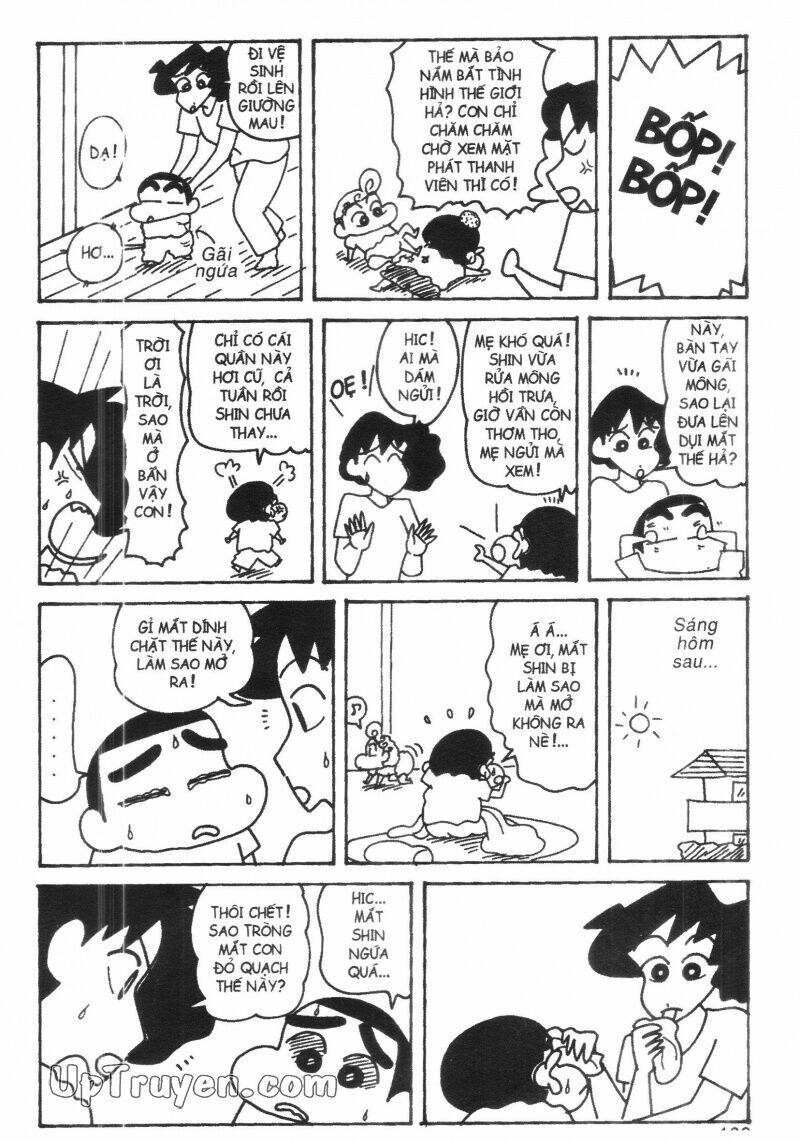 BỐP!
BỐP!
THẾ MÀ BẢO
NẮM BẮT TÌNH
HÌNH THẾ GIỚI
HẢ? CON CHỈ
CHĂM CHĂM
CHỜ XEM MẶT
PHÁT THANH
VIÊN THÌ CÓ!
ĐI VỆ
SINH
RỒI LÊN
GIƯỜNG
MAU!
DẠ!
HƠ...
Gãi
ngứa
NÀY,
BÀN TAY
VỪA GÃI
MÔNG,
SAO LẠI
ĐƯA LÊN
DỤI MẮT
THẾ HẢ?
MẸ KHÓ QUÁ!
SHIN VỪA
RỬA MÔNG
HỒI TRƯA,
GIỜ VẪN CÒN
THƠM THO,
MẸ NGỬI MÀ
XEM!
HIC!
AI MÀ
DÁM
NGỬI!
OẸ!
CHỈ CÓ CÁI
QUẦN NÀY
HƠI CŨ, CẢ
TUẦN RỒI
SHIN CHƯA
THAY...
TRỜI
ƠI
LÀ
TRỜI,
SAO
MÀ
Ở
BẨN
VẬY
CON!
Sáng
hôm
sau...
Á Á...
MẸ ƠI, MẮT
SHIN BỊ
LÀM SAO
MÀ MỞ
KHÔNG RA
NÈ!...
GỈ MẮT DÍNH
CHẶT THẾ NÀY,
LÀM SAO MỞ
RA!
HIC...
MẮT
SHIN
NGỨA
QUÁ...
THÔI CHẾT!
SAO TRÒNG
MẮT CON
ĐỎ QUẠCH
THẾ NÀY?
UpTruyen.com